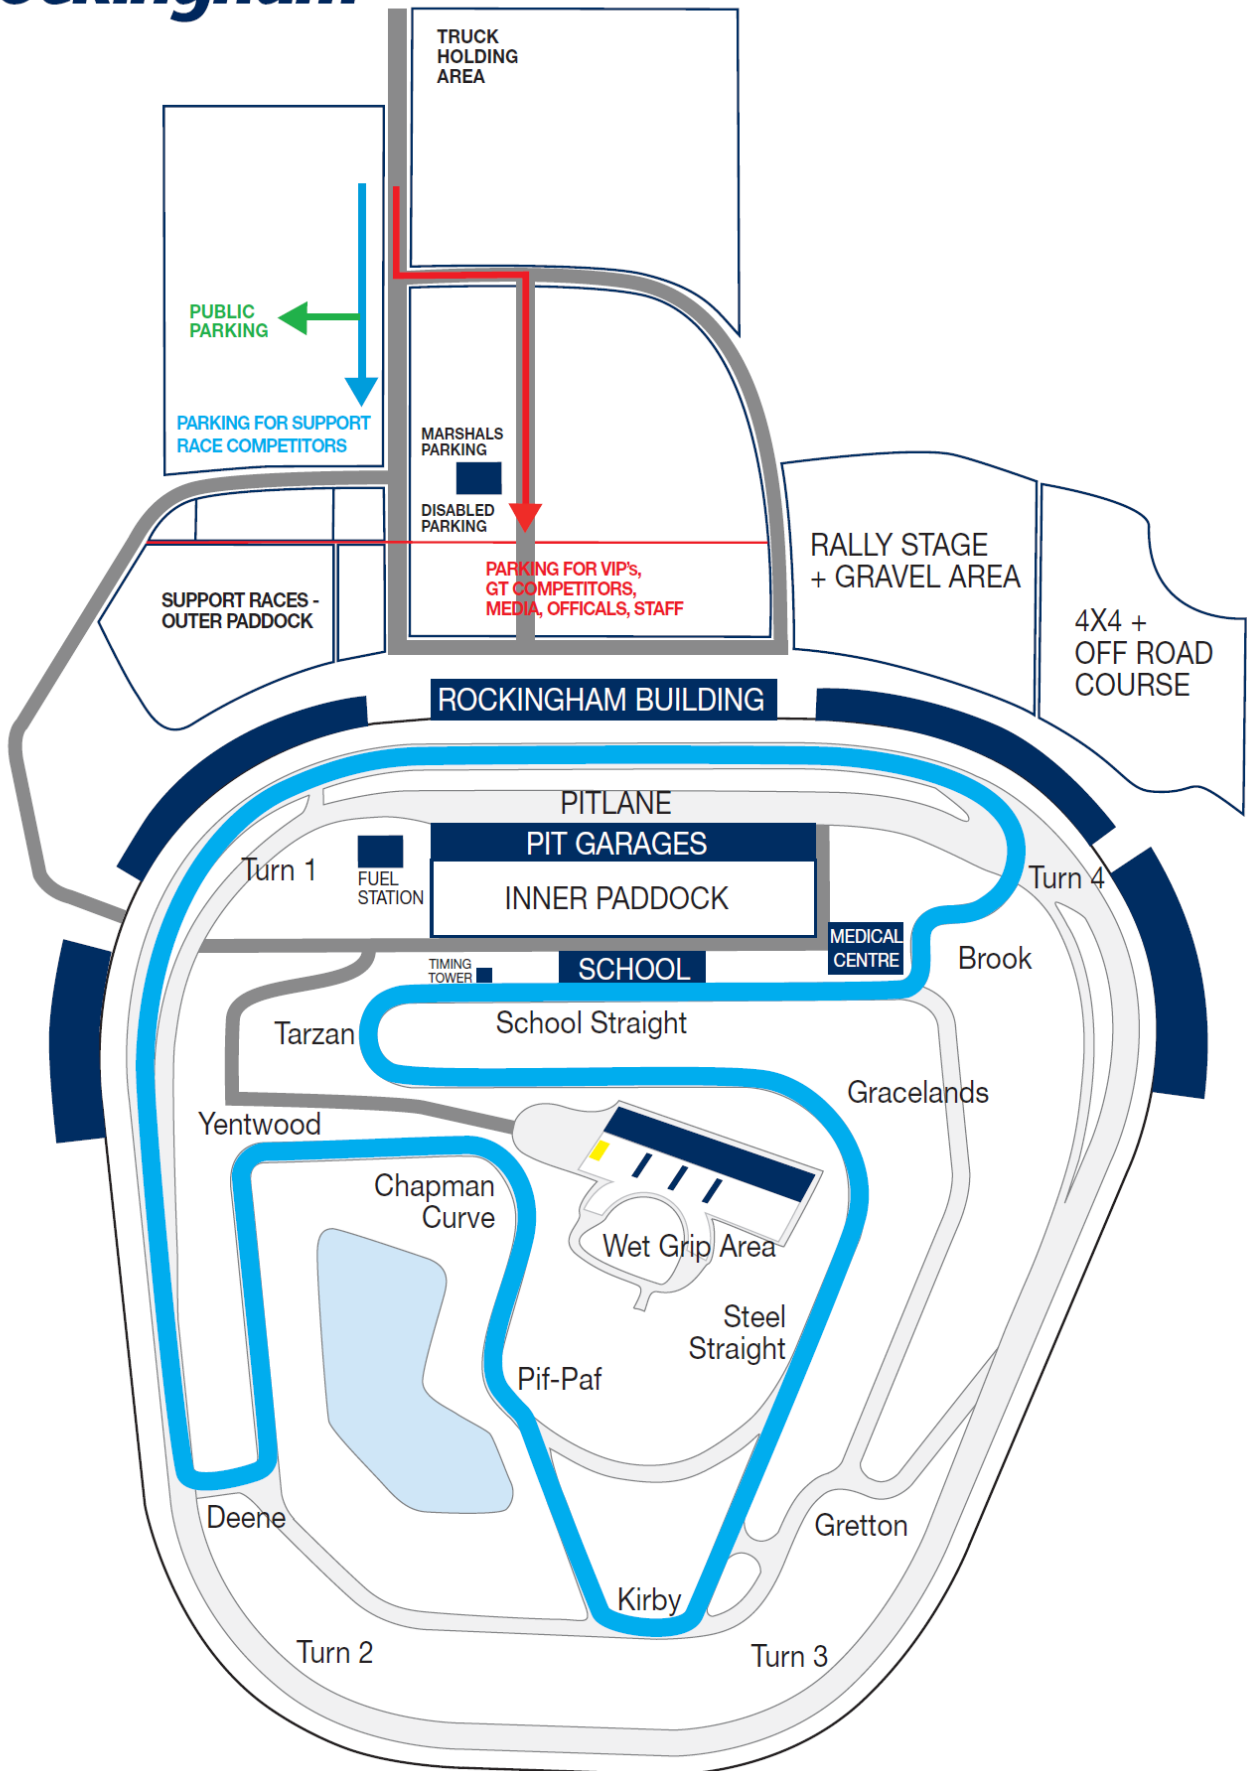 TRUCK
HOLDING
AREA
PUBLIC
PARKING
PARKING FOR SUPPORT
RACE COMPETITORS
MARSHALS
PARKING
DISABLED
PARKING
PARKING FOR VIP's,
GT COMPETITORS,
MEDIA, OFFICALS, STAFF
SUPPORT RACES -
OUTER PADDOCK
RALLY STAGE
+ GRAVEL AREA
4X4 +
OFF ROAD
COURSE
ROCKINGHAM BUILDING
PITLANE
PIT GARAGES
INNER PADDOCK
Turn 1
FUEL
STATION
Turn 4
MEDICAL
CENTRE
Brook
TIMING
TOWER
SCHOOL
School Straight
Tarzan
Gracelands
Yentwood
Chapman
Curve
Wet Grip Area
Steel
Straight
Pif-Paf
Deene
Gretton
Kirby
Turn 2
Turn 3